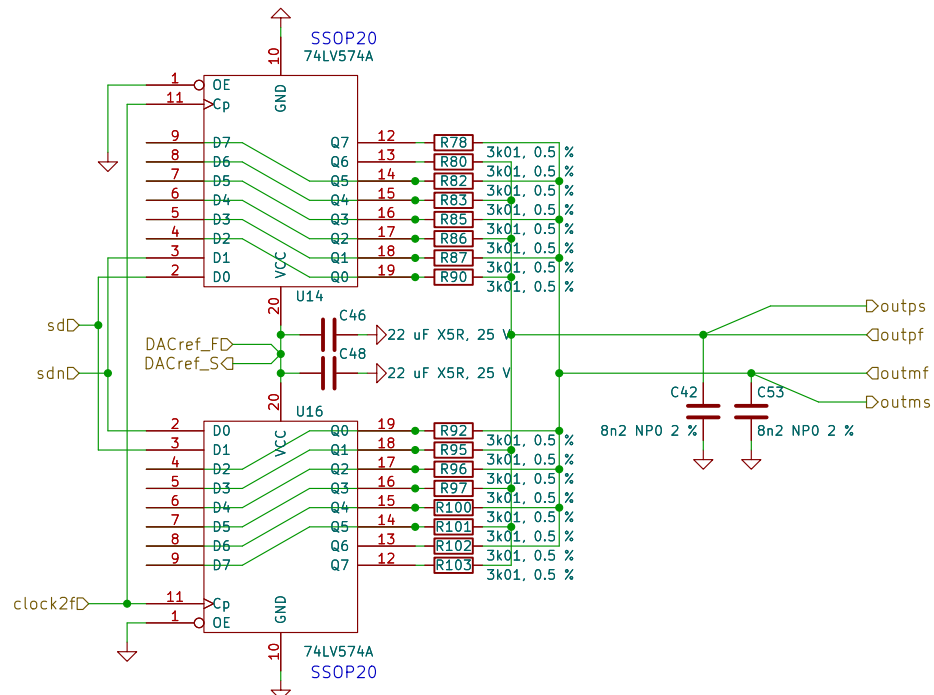 SSOP20
74LV574A
10
GND
1 OE
11 Cp
9 D7 Q7 12 R78 3k01, 0.5 %
8 D6 Q6 13 R80 3k01, 0.5 %
7 D5 Q5 14 R82 3k01, 0.5 %
6 D4 Q4 15 R83 3k01, 0.5 %
5 D3 Q3 16 R85 3k01, 0.5 %
4 D2 Q2 17 R86 3k01, 0.5 %
3 D1 Q1 18 R87 3k01, 0.5 %
2 D0 Q0 19 R90 3k01, 0.5 %
VCC
20
U14
C46
22 uF X5R, 25 V
sd
DACref_F
DACref_S
C48
22 uF X5R, 25 V
sdn
outps
outpf
outmf
outms
C42
8n2 NP0 2 %
C53
8n2 NP0 2 %
20
U16
VCC
2 D0 Q0 19 R92 3k01, 0.5 %
3 D1 Q1 18 R95 3k01, 0.5 %
4 D2 Q2 17 R96 3k01, 0.5 %
5 D3 Q3 16 R97 3k01, 0.5 %
6 D4 Q4 15 R100 3k01, 0.5 %
7 D5 Q5 14 R101 3k01, 0.5 %
8 D6 Q6 13 R102 3k01, 0.5 %
9 D7 Q7 12 R103 3k01, 0.5 %
clock2f
11 Cp
1 OE
GND
10
74LV574A
SSOP20